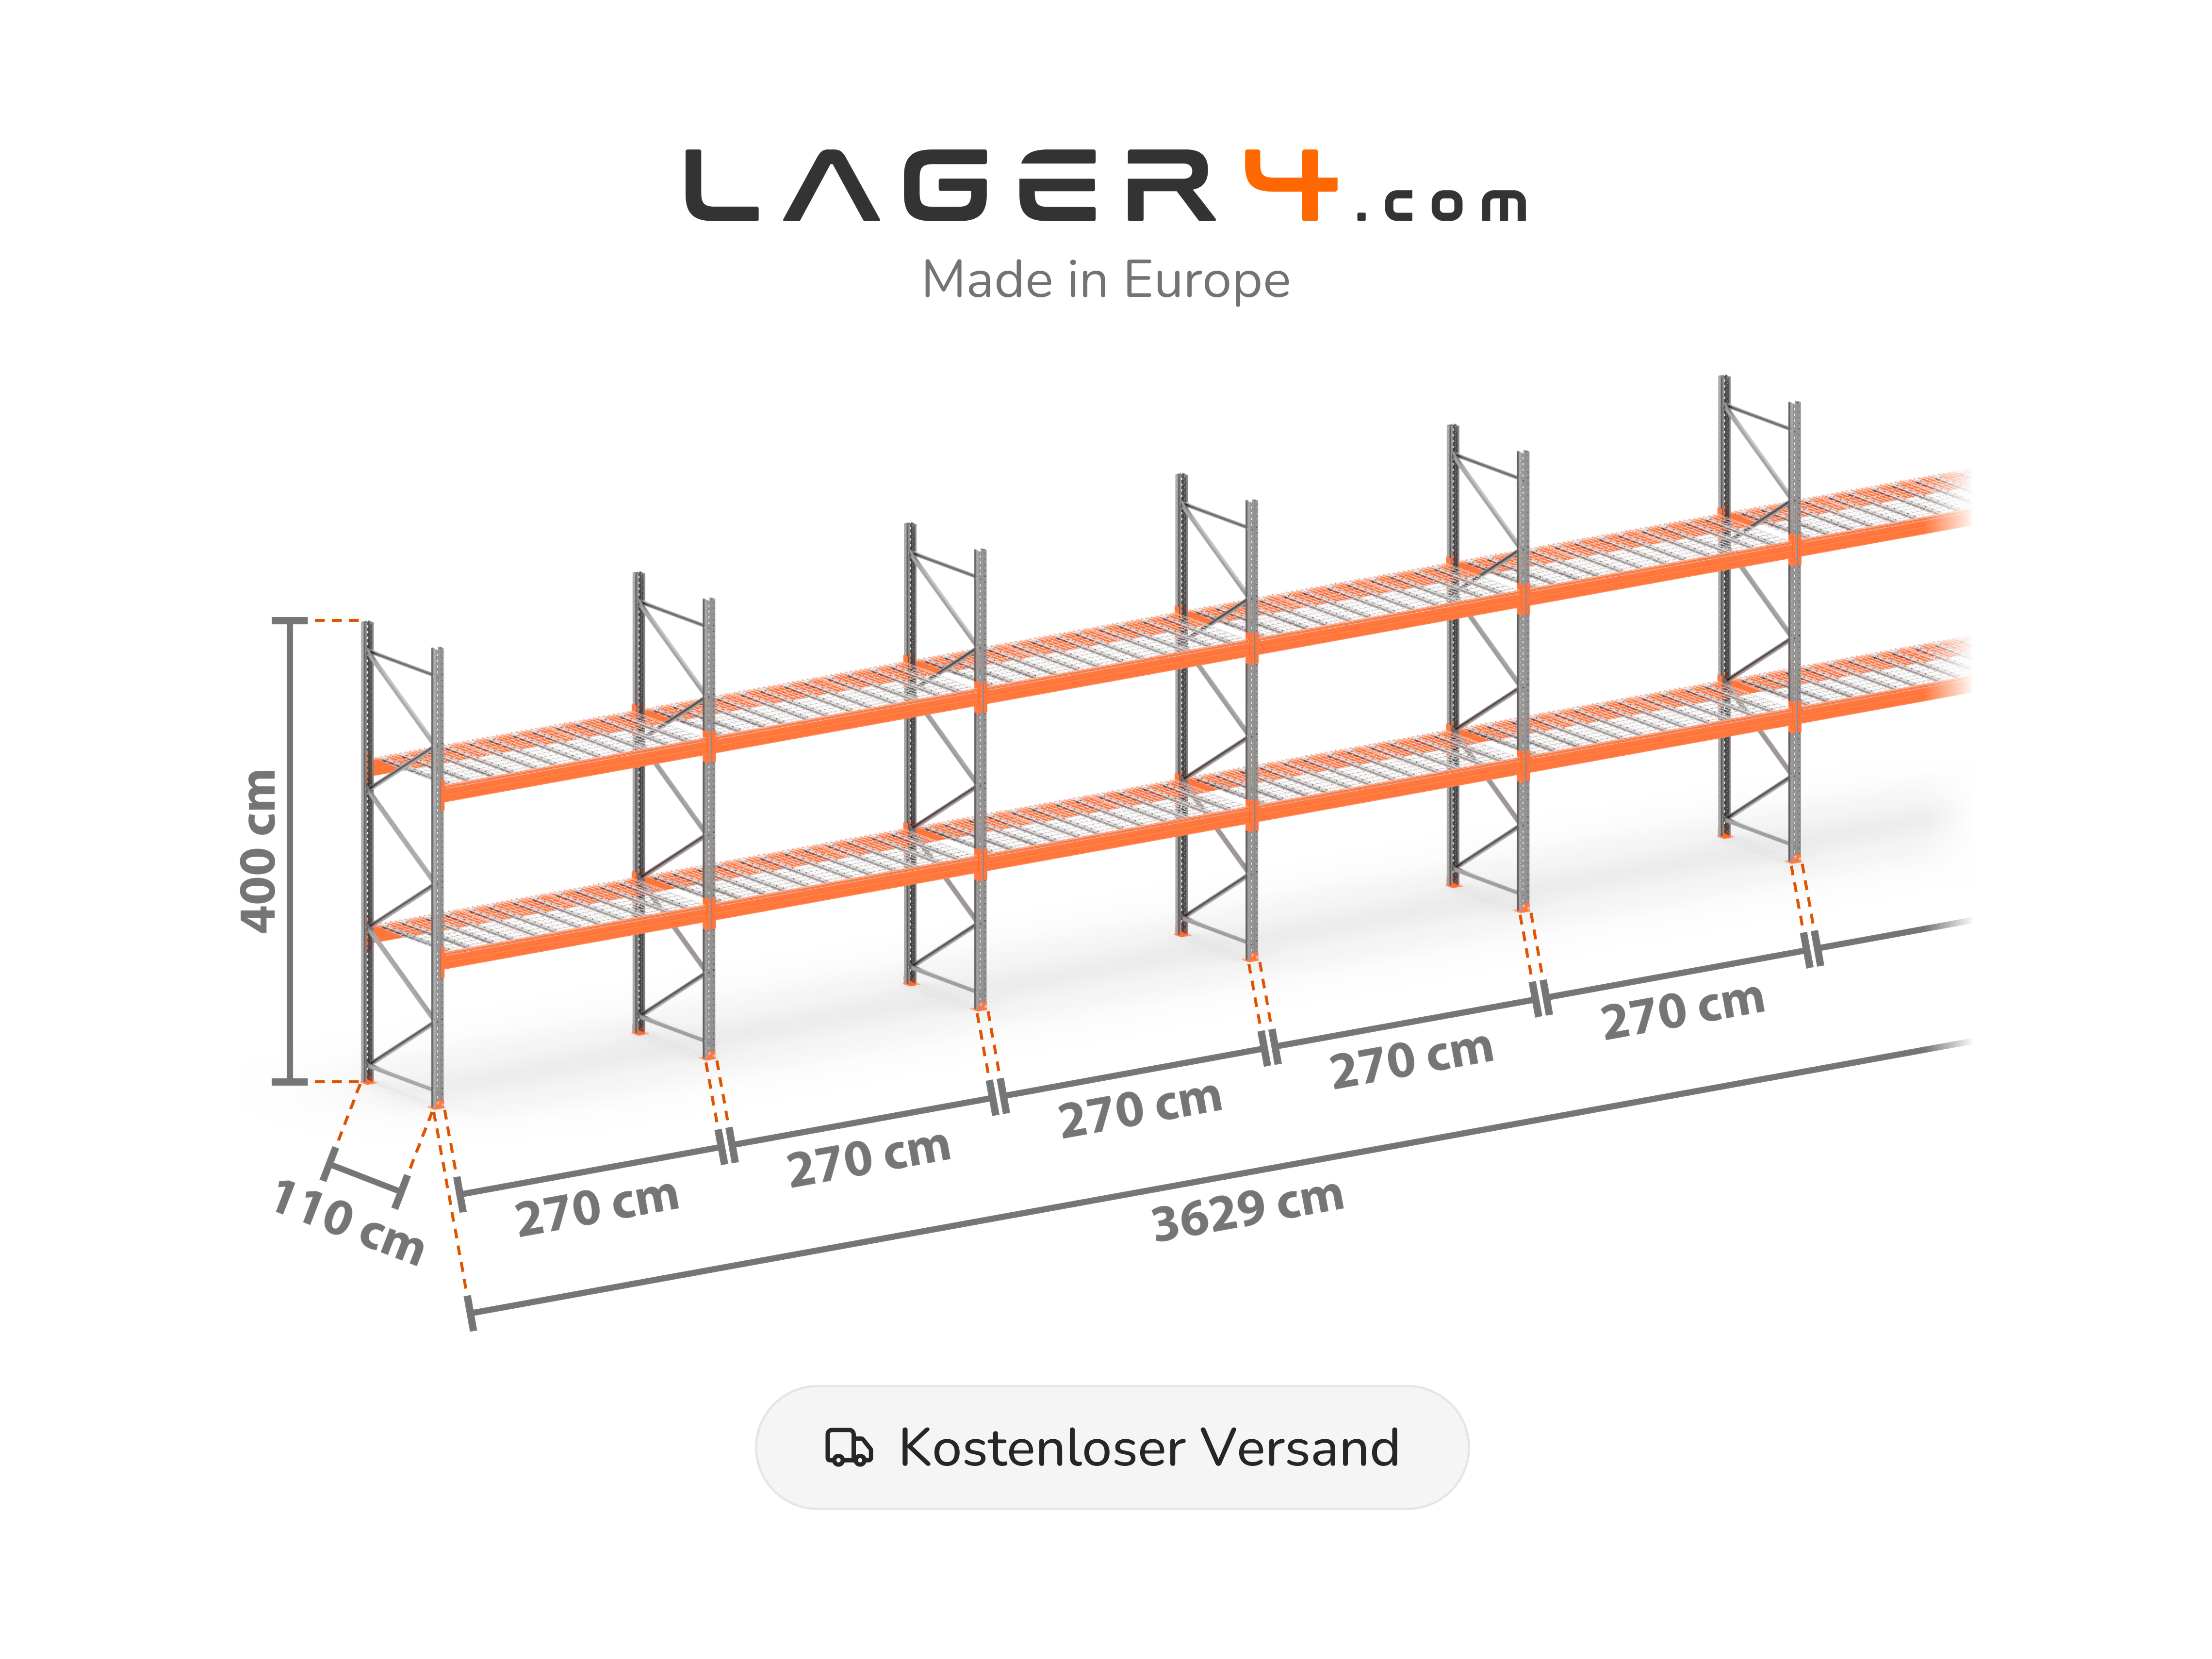 LAGER4.com
Made in Europe
400 cm
110 cm
270 cm
270 cm
270 cm
270 cm
270 cm
3629 cm
Kostenloser Versand